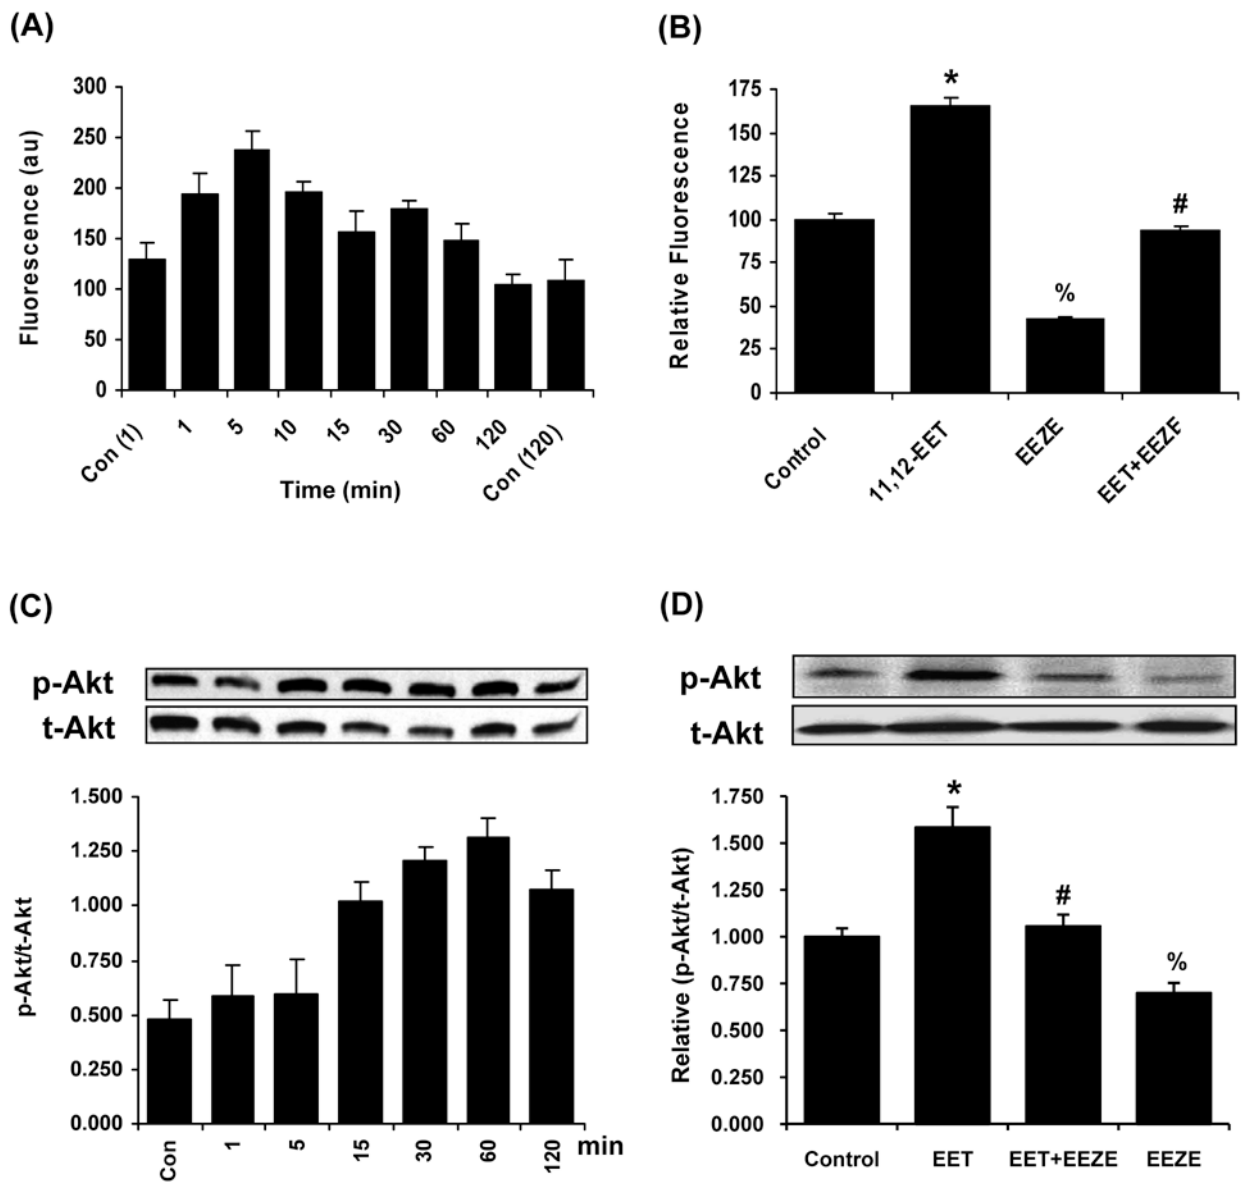 (A)
Fluorescence (au)
300
250
200
150
100
50
0
Con (1)
1
5
10
15
30
60
120
Con (120)
Time (min)
(B)
Relative Fluorescence
175
150
125
100
75
50
25
0
*
%
#
Control
11,12-EET
EEZE
EET+EEZE
(C)
p-Akt
t-Akt
p-Akt/t-Akt
1.500
1.250
1.000
0.750
0.500
0.250
0.000
Con
1
5
15
30
60
120
min
(D)
p-Akt
t-Akt
Relative (p-Akt/t-Akt)
1.750
1.500
1.250
1.000
0.750
0.500
0.250
0.000
*
#
%
Control
EET
EET+EEZE
EEZE